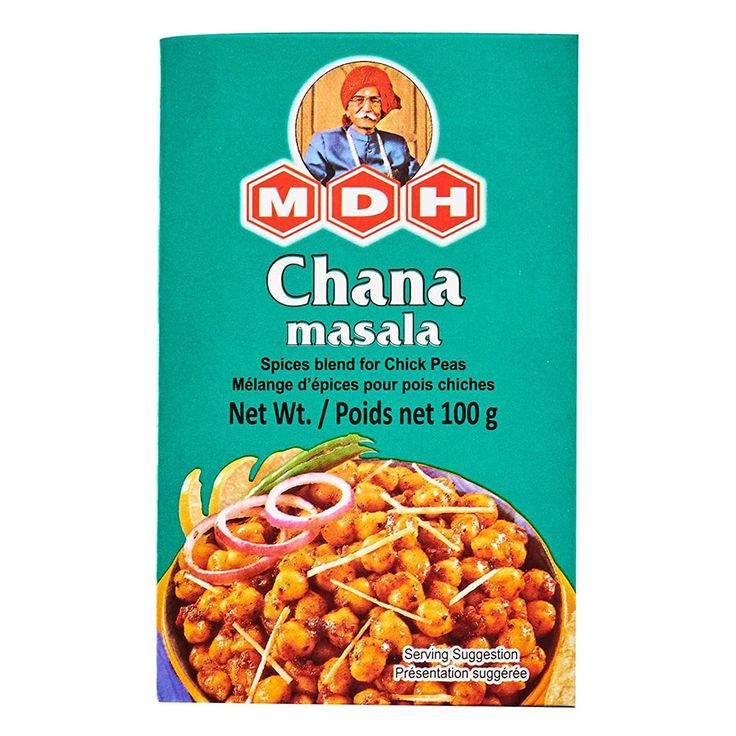 MDH
Chana
masala
Spices blend for Chick Peas
Mélange d'épices pour pois chiches
Net Wt. / Poids net 100 g
Serving Suggestion
Présentation suggérée